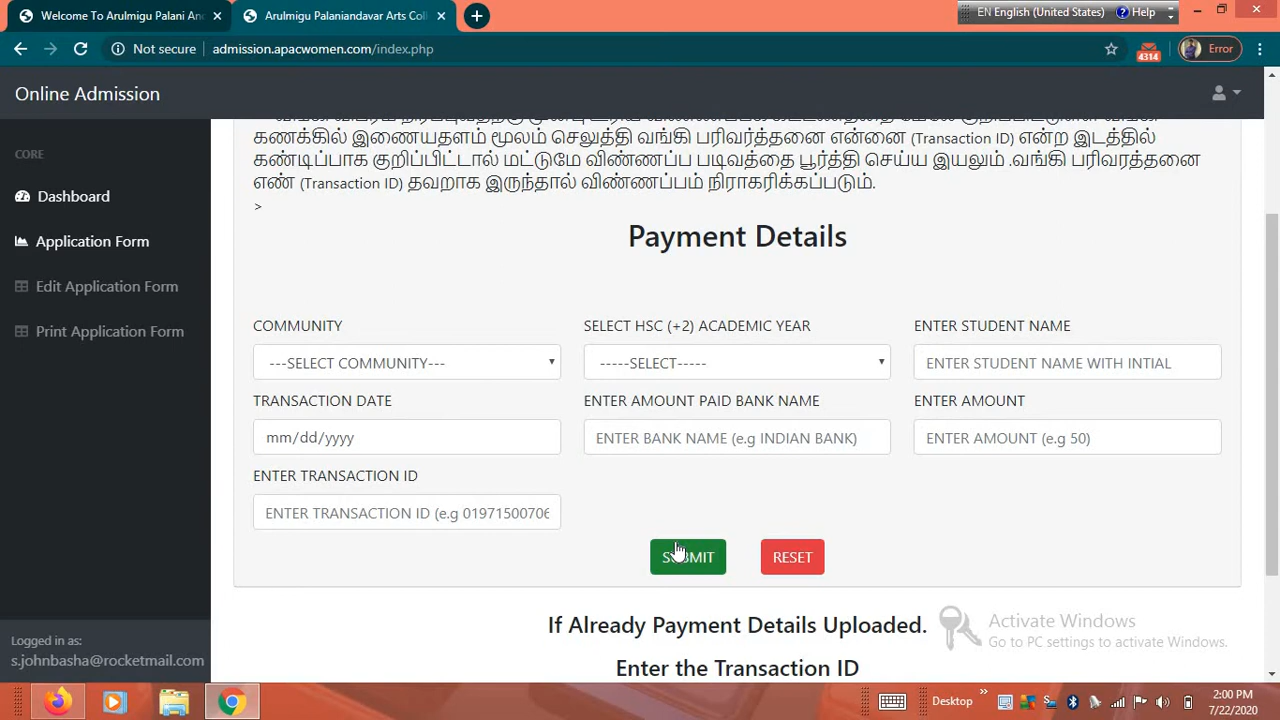 Welcome To Arulmigu Palani And
Arulmigu Palaniandavar Arts Coll
EN English (United States)
Help
Not secure
admission.apacwomen.com/index.php
4314
Error
Online Admission
கணக்கில் இணையதளம் மூலம் செலுத்தி வங்கி பரிவர்த்தனை என்னை (Transaction ID) என்ற இடத்தில்
கண்டிப்பாக குறிப்பிட்டால் மட்டுமே விண்ணப்ப படிவத்தை பூர்த்தி செய்ய இயலும் .வங்கி பரிவரத்தனை
எண் (Transaction ID) தவறாக இருந்தால் விண்ணப்பம் நிராகரிக்கப்படும்.
>
CORE
Dashboard
Application Form
Edit Application Form
Print Application Form
Payment Details
COMMUNITY
SELECT HSC (+2) ACADEMIC YEAR
ENTER STUDENT NAME
---SELECT COMMUNITY---
-----SELECT-----
ENTER STUDENT NAME WITH INTIAL
TRANSACTION DATE
ENTER AMOUNT PAID BANK NAME
ENTER AMOUNT
mm/dd/yyyy
ENTER BANK NAME (e.g INDIAN BANK)
ENTER AMOUNT (e.g 50)
ENTER TRANSACTION ID
ENTER TRANSACTION ID (e.g 01971500706
SUBMIT
RESET
If Already Payment Details Uploaded.
Enter the Transaction ID
Activate Windows
Go to PC settings to activate Windows.
Logged in as:
s.johnbasha@rocketmail.com
Desktop
2:00 PM
7/22/2020